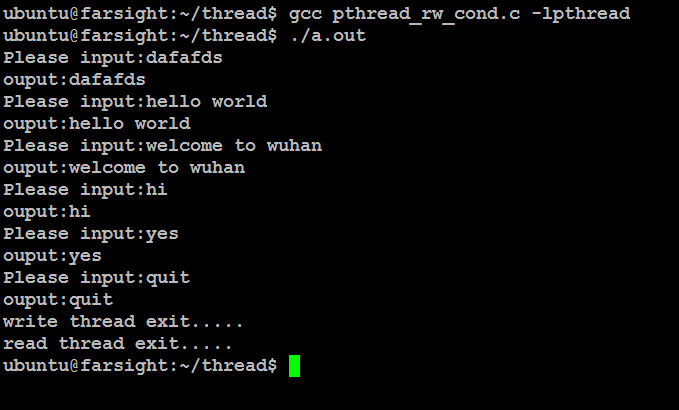 ubuntu@farsight:~/thread$ gcc pthread_rw_cond.c -lpthread
ubuntu@farsight:~/thread$ ./a.out
Please input:dafafds
ouput:dafafds
Please input:hello world
ouput:hello world
Please input:welcome to wuhan
ouput:welcome to wuhan
Please input:hi
ouput:hi
Please input:yes
ouput:yes
Please input:quit
ouput:quit
write thread exit.....
read thread exit.....
ubuntu@farsight:~/thread$